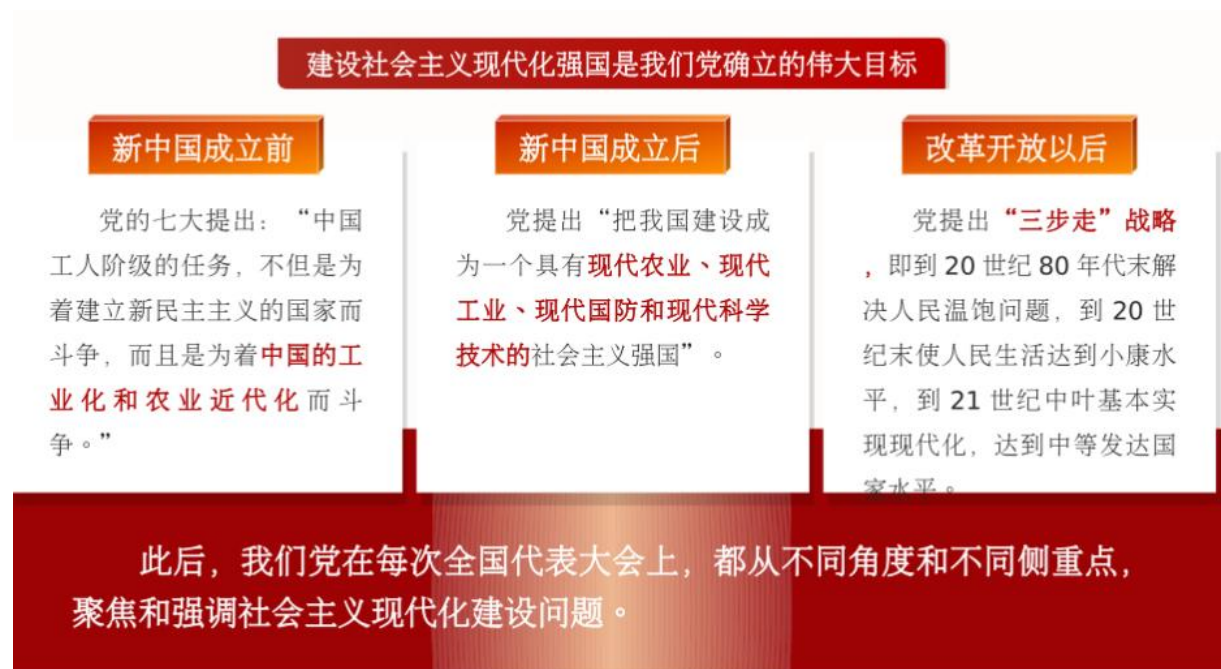 建设社会主义现代化强国是我们党确立的伟大目标
新中国成立前
党的七大提出：“中国
工人阶级的任务，不但是为
着建立新民主主义的国家而
斗争，而且是为着中国的工
业化和农业近代化而斗
争。”
新中国成立后
党提出“把我国建设成
为一个具有现代农业、现代
工业、现代国防和现代科学
技术的社会主义强国”。
改革开放以后
党提出“三步走”战略
，即到 20 世纪 80 年代末解
决人民温饱问题，到 20 世
纪末使人民生活达到小康水
平，到 21 世纪中叶基本实
现现代化，达到中等发达国
家水平。
此后，我们党在每次全国代表大会上，都从不同角度和不同侧重点，
聚焦和强调社会主义现代化建设问题。